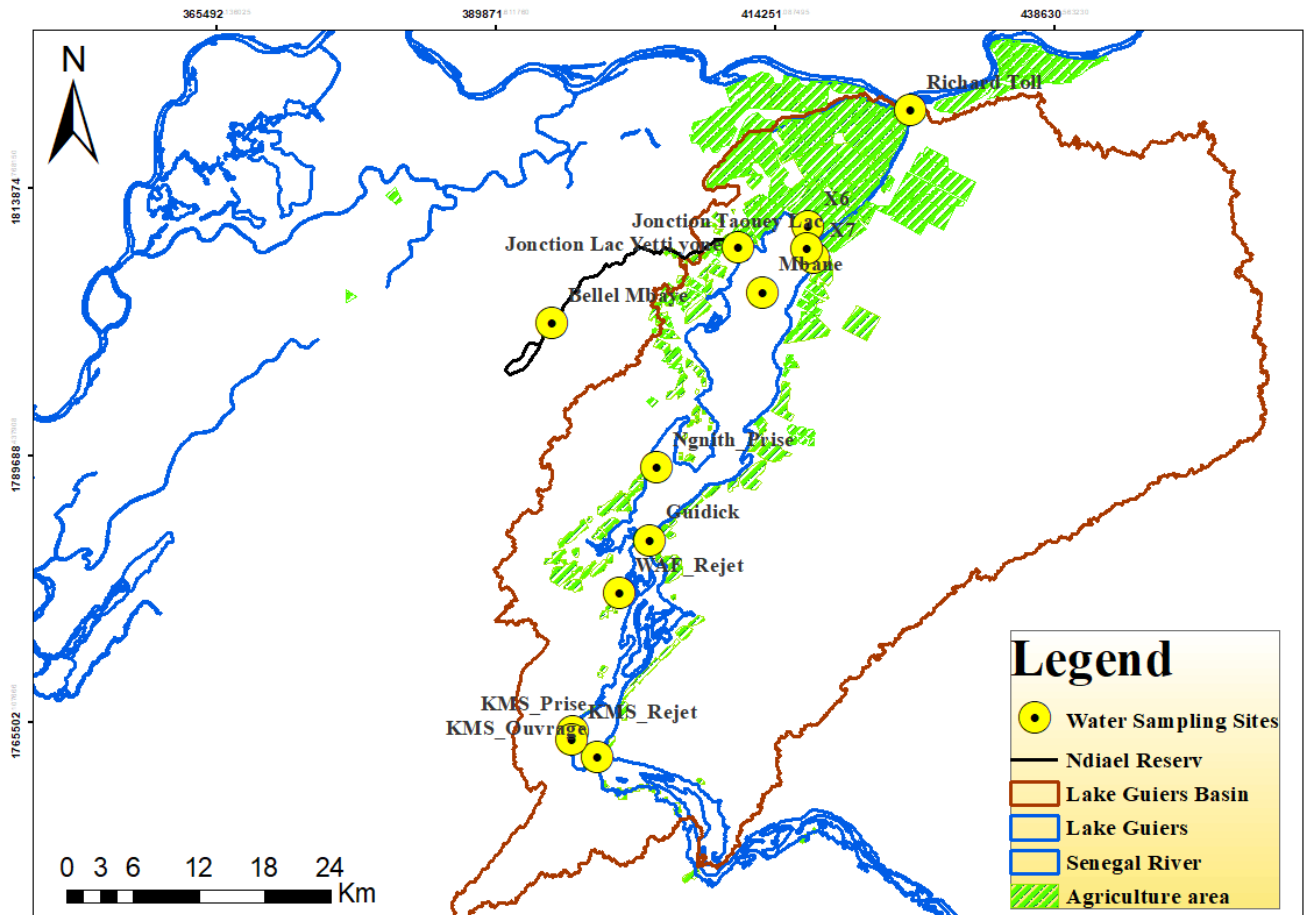 365492 389871 414251 438630
N
Richard Toll
1813874
X6
Jonction Taouey Lac
X7
Jonction Lac Yetti yone
Mbane
Bellel Mbaye
1789688
Ngnith_Prise
Guidick
WAF_Rejet
Legend
KMS_Prise
KMS_Rejet
KMS_Ouvrage
1765502
Water Sampling Sites
Ndiael Reserv
Lake Guiers Basin
Lake Guiers
Senegal River
Agriculture area
0 3 6 12 18 24
Km